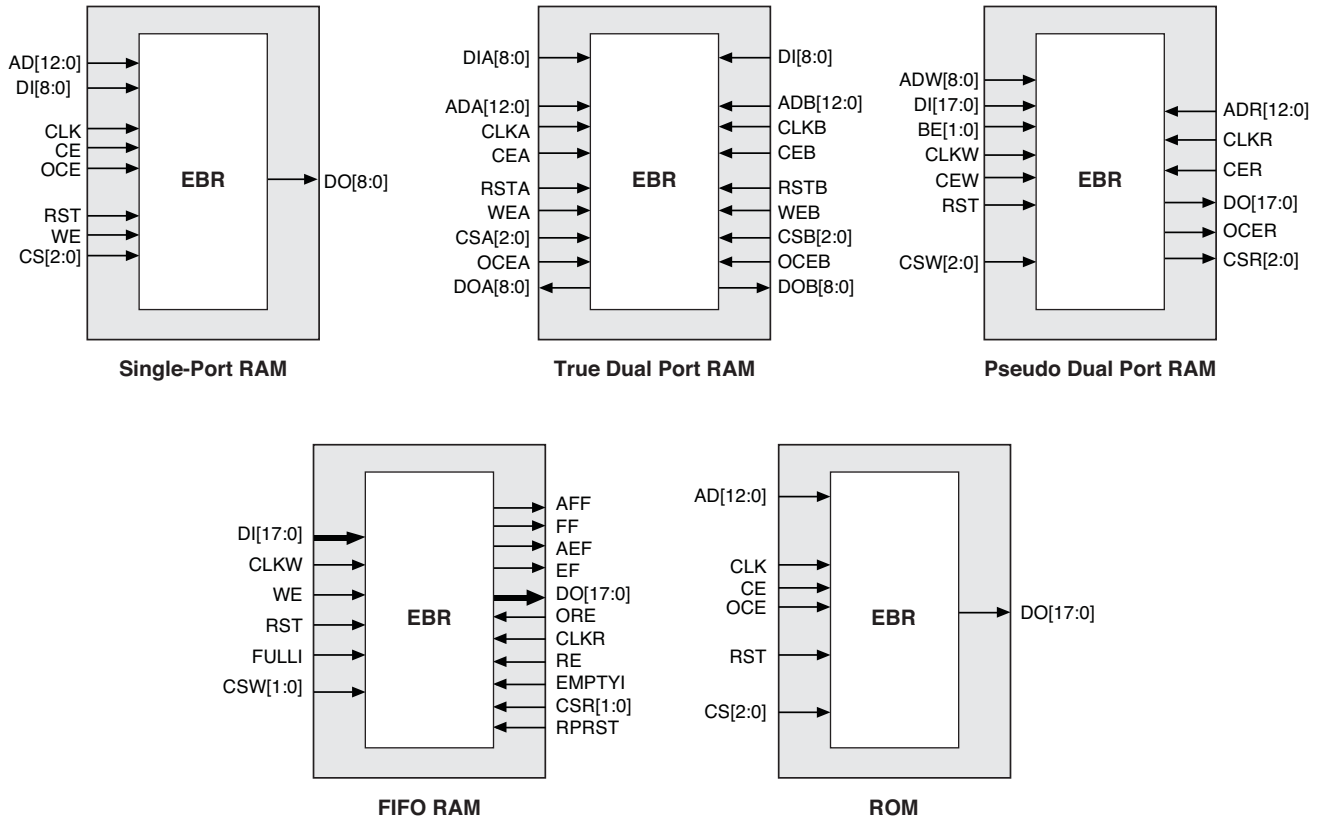 AD[12:0]
DI[8:0]
CLK
CE
OCE
RST
WE
CS[2:0]
EBR
DO[8:0]
Single-Port RAM
DIA[8:0]
ADA[12:0]
CLKA
CEA
RSTA
WEA
CSA[2:0]
OCEA
DOA[8:0]
EBR
DI[8:0]
ADB[12:0]
CLKB
CEB
RSTB
WEB
CSB[2:0]
OCEB
DOB[8:0]
True Dual Port RAM
ADW[8:0]
DI[17:0]
BE[1:0]
CLKW
CEW
RST
CSW[2:0]
EBR
ADR[12:0]
CLKR
CER
DO[17:0]
OCER
CSR[2:0]
Pseudo Dual Port RAM
DI[17:0]
CLKW
WE
RST
FULLI
CSW[1:0]
EBR
AFF
FF
AEF
EF
DO[17:0]
ORE
CLKR
RE
EMPTYI
CSR[1:0]
RPRST
FIFO RAM
AD[12:0]
CLK
CE
OCE
RST
CS[2:0]
EBR
DO[17:0]
ROM